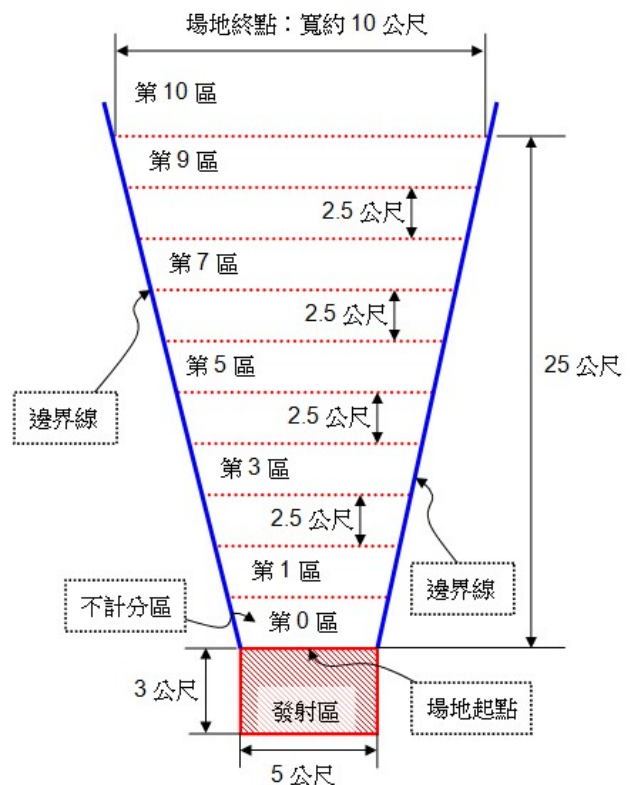 場地終點：寬約 10 公尺
第 10 區
第 9 區
2.5 公尺
第 7 區
2.5 公尺
第 5 區
25 公尺
邊界線
2.5 公尺
第 3 區
2.5 公尺
第 1 區
邊界線
不計分區
第 0 區
3 公尺
發射區
場地起點
5 公尺